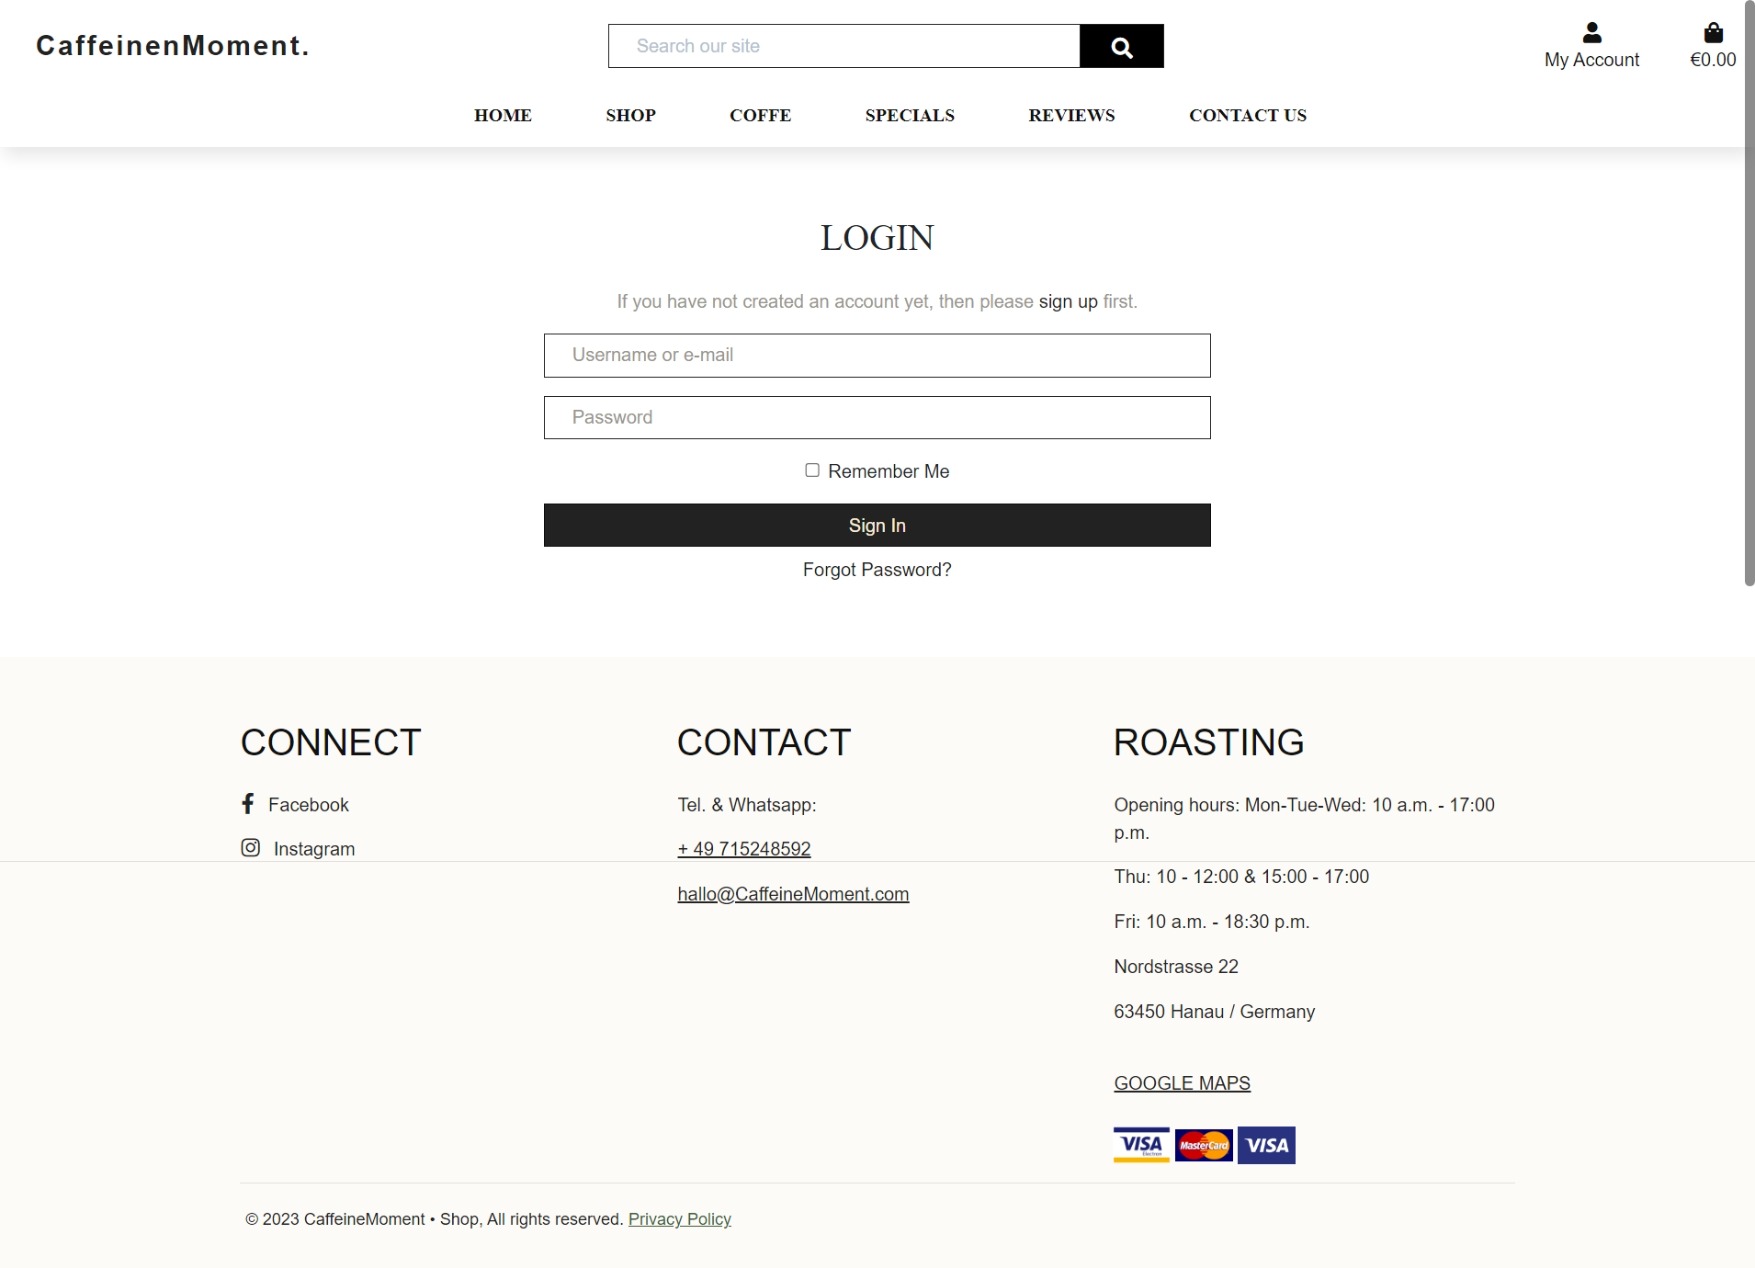 CaffeinenMoment.
Search our site
My Account
€0.00
HOME
SHOP
COFFE
SPECIALS
REVIEWS
CONTACT US
LOGIN
If you have not created an account yet, then please sign up first.
Username or e-mail
Password
Remember Me
Sign In
Forgot Password?
CONNECT
Facebook
Instagram
CONTACT
Tel. & Whatsapp:
+ 49 715248592
hallo@CaffeineMoment.com
ROASTING
Opening hours: Mon-Tue-Wed: 10 a.m. - 17:00
p.m.
Thu: 10 - 12:00 & 15:00 - 17:00
Fri: 10 a.m. - 18:30 p.m.
Nordstrasse 22
63450 Hanau / Germany
GOOGLE MAPS
VISA Electron
MasterCard
VISA
© 2023 CaffeineMoment • Shop, All rights reserved. Privacy Policy